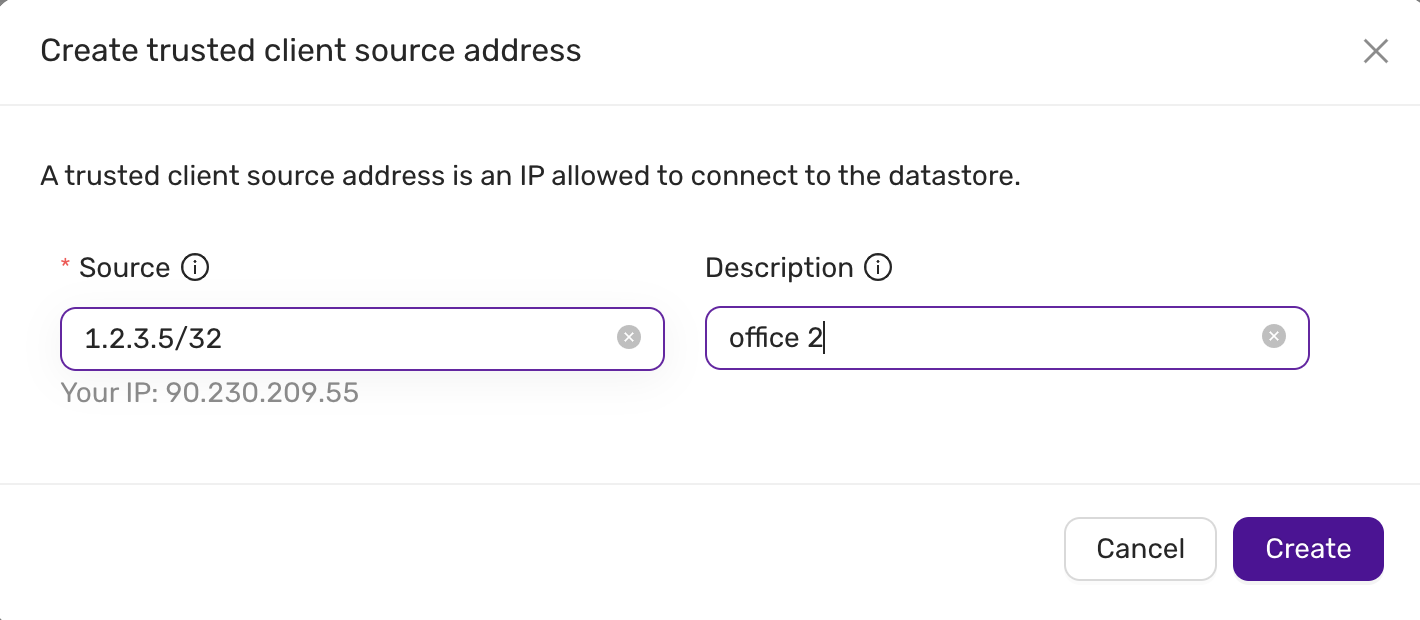 Create trusted client source address
A trusted client source address is an IP allowed to connect to the datastore.
* Source
Description
1.2.3.5/32
office 2
Your IP: 90.230.209.55
Cancel
Create